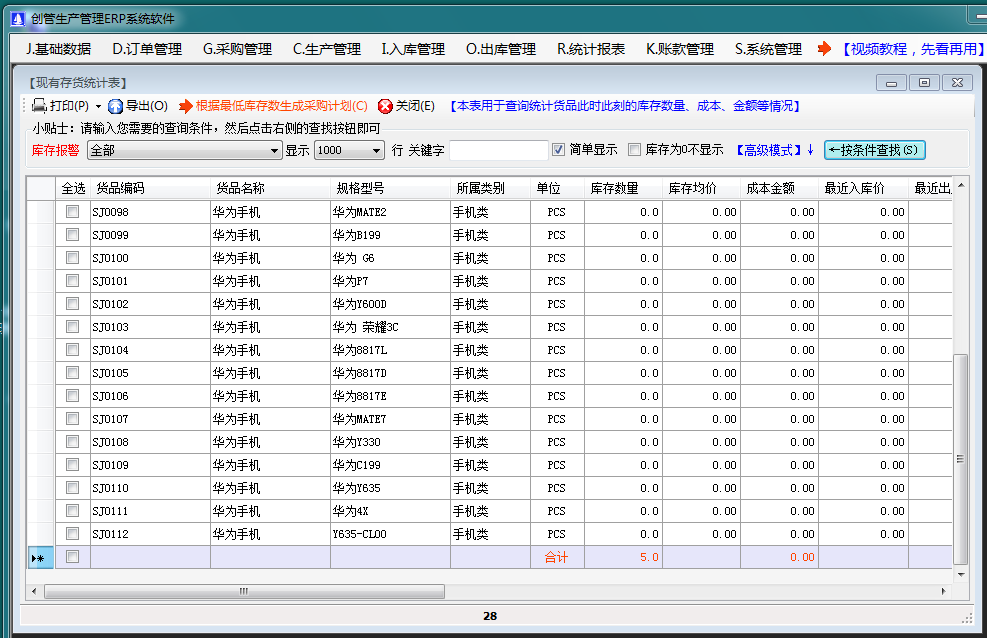 创管生产管理ERP系统软件
J.基础数据 D.订单管理 G.采购管理 C.生产管理 I.入库管理 O.出库管理 R.统计报表 K.账款管理 S.系统管理 【视频教程，先看再用】
【现有存货统计表】
打印(P) 导出(O) 根据最低库存数生成采购计划(C) 关闭(E) 【本表用于查询统计货品此时此刻的库存数量、成本、金额等情况】
小贴士: 请输入您需要的查询条件，然后点击右侧的查找按钮即可
库存报警 全部 显示 1000 行 关键字 简单显示 库存为0不显示 【高级模式】↓ ←按条件查找(S)
全选 货品编码 货品名称 规格型号 所属类别 单位 库存数量 库存均价 成本金额 最近入库价 最近出
SJ0098 华为手机 华为MATE2 手机类 PCS 0.0 0.00 0.00 0.00
SJ0099 华为手机 华为B199 手机类 PCS 0.0 0.00 0.00 0.00
SJ0100 华为手机 华为 G6 手机类 PCS 0.0 0.00 0.00 0.00
SJ0101 华为手机 华为P7 手机类 PCS 0.0 0.00 0.00 0.00
SJ0102 华为手机 华为Y600D 手机类 PCS 0.0 0.00 0.00 0.00
SJ0103 华为手机 华为 荣耀3C 手机类 PCS 0.0 0.00 0.00 0.00
SJ0104 华为手机 华为8817L 手机类 PCS 0.0 0.00 0.00 0.00
SJ0105 华为手机 华为8817D 手机类 PCS 0.0 0.00 0.00 0.00
SJ0106 华为手机 华为8817E 手机类 PCS 0.0 0.00 0.00 0.00
SJ0107 华为手机 华为MATE7 手机类 PCS 0.0 0.00 0.00 0.00
SJ0108 华为手机 华为Y330 手机类 PCS 0.0 0.00 0.00 0.00
SJ0109 华为手机 华为C199 手机类 PCS 0.0 0.00 0.00 0.00
SJ0110 华为手机 华为Y635 手机类 PCS 0.0 0.00 0.00 0.00
SJ0111 华为手机 华为4X 手机类 PCS 0.0 0.00 0.00 0.00
SJ0112 华为手机 Y635-CL00 手机类 PCS 0.0 0.00 0.00 0.00
合计 5.0 0.00
28